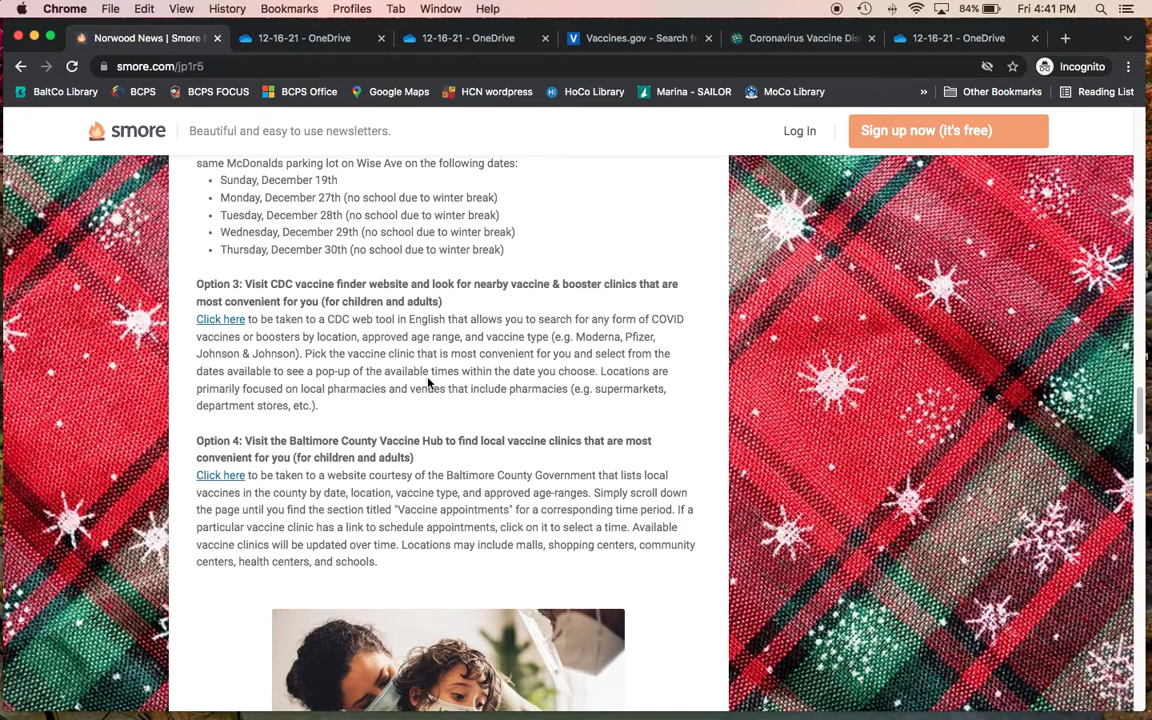 Chrome File Edit View History Bookmarks Profiles Tab Window Help 84% Fri 4:41 PM
Norwood News | Smore 12-16-21 - OneDrive 12-16-21 - OneDrive Vaccines.gov - Search f Coronavirus Vaccine Dis 12-16-21 - OneDrive
smore.com/jp1r5 Incognito
BaltCo Library BCPS BCPS FOCUS BCPS Office Google Maps HCN wordpress HoCo Library Marina - SAILOR MoCo Library » Other Bookmarks Reading List
smore Beautiful and easy to use newsletters. Log In Sign up now (it's free)
same McDonalds parking lot on Wise Ave on the following dates:
• Sunday, December 19th
• Monday, December 27th (no school due to winter break)
• Tuesday, December 28th (no school due to winter break)
• Wednesday, December 29th (no school due to winter break)
• Thursday, December 30th (no school due to winter break)
Option 3: Visit CDC vaccine finder website and look for nearby vaccine & booster clinics that are
most convenient for you (for children and adults)
Click here to be taken to a CDC web tool in English that allows you to search for any form of COVID
vaccines or boosters by location, approved age range, and vaccine type (e.g. Moderna, Pfizer,
Johnson & Johnson). Pick the vaccine clinic that is most convenient for you and select from the
dates available to see a pop-up of the available times within the date you choose. Locations are
primarily focused on local pharmacies and venues that include pharmacies (e.g. supermarkets,
department stores, etc.).
Option 4: Visit the Baltimore County Vaccine Hub to find local vaccine clinics that are most
convenient for you (for children and adults)
Click here to be taken to a website courtesy of the Baltimore County Government that lists local
vaccines in the county by date, location, vaccine type, and approved age-ranges. Simply scroll down
the page until you find the section titled "Vaccine appointments" for a corresponding time period. If a
particular vaccine clinic has a link to schedule appointments, click on it to select a time. Available
vaccine clinics will be updated over time. Locations may include malls, shopping centers, community
centers, health centers, and schools.